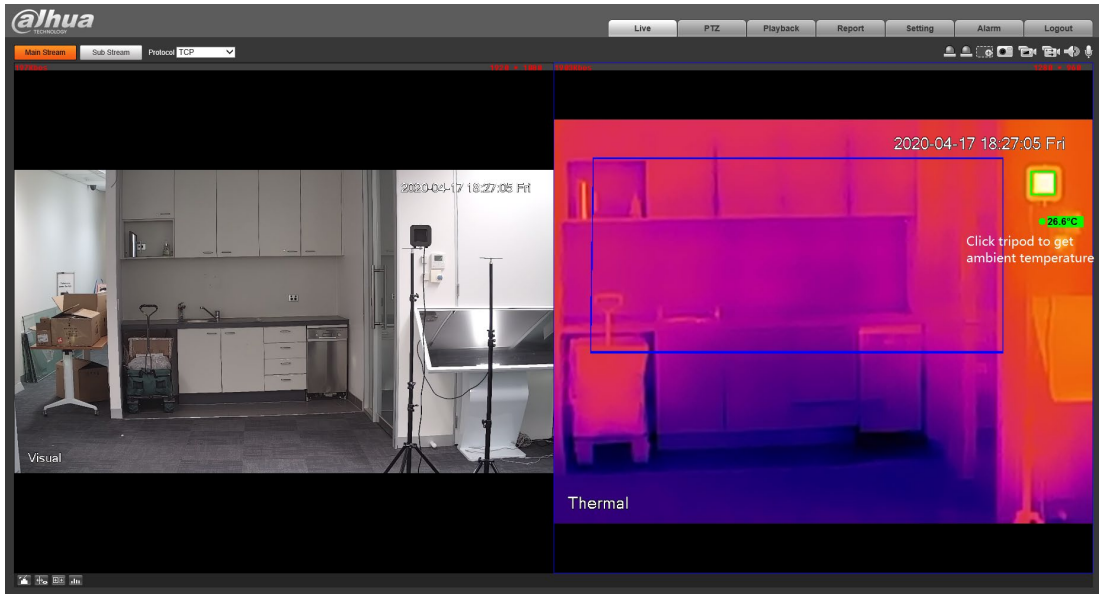 alhua
TECHNOLOGY
Live PTZ Playback Report Setting Alarm Logout
Main Stream Sub Stream Protocol TCP
2020-04-17 18:27:05 Fri
Visual
2020-04-17 18:27:05 Fri
26.6°C
Click tripod to get
ambient temperature
Thermal